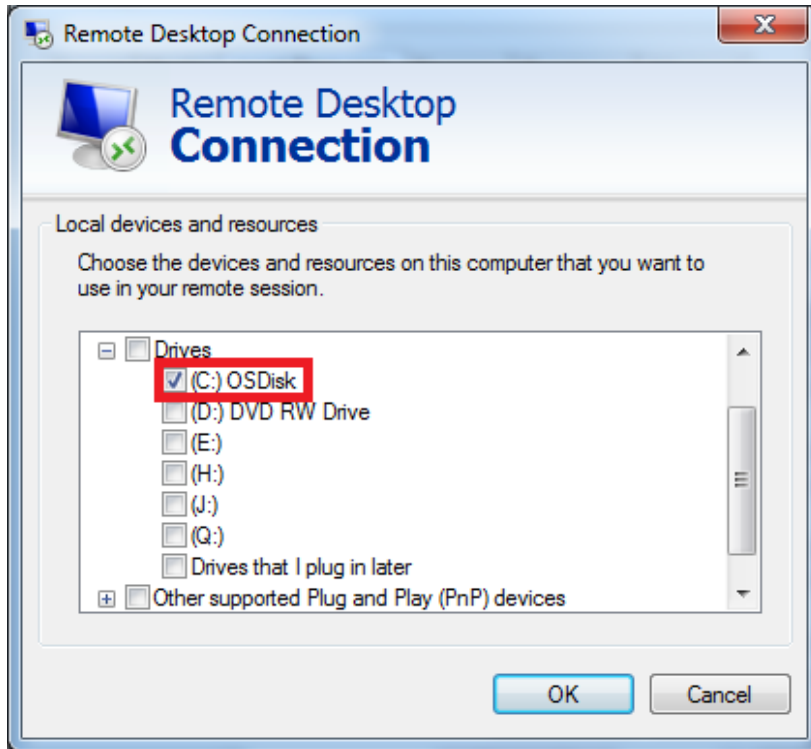 Remote Desktop Connection
Remote Desktop
Connection
Local devices and resources
Choose the devices and resources on this computer that you want to
use in your remote session.
Drives
(C:) OSDisk
(D:) DVD RW Drive
(E:)
(H:)
(J:)
(Q:)
Drives that I plug in later
Other supported Plug and Play (PnP) devices
OK Cancel